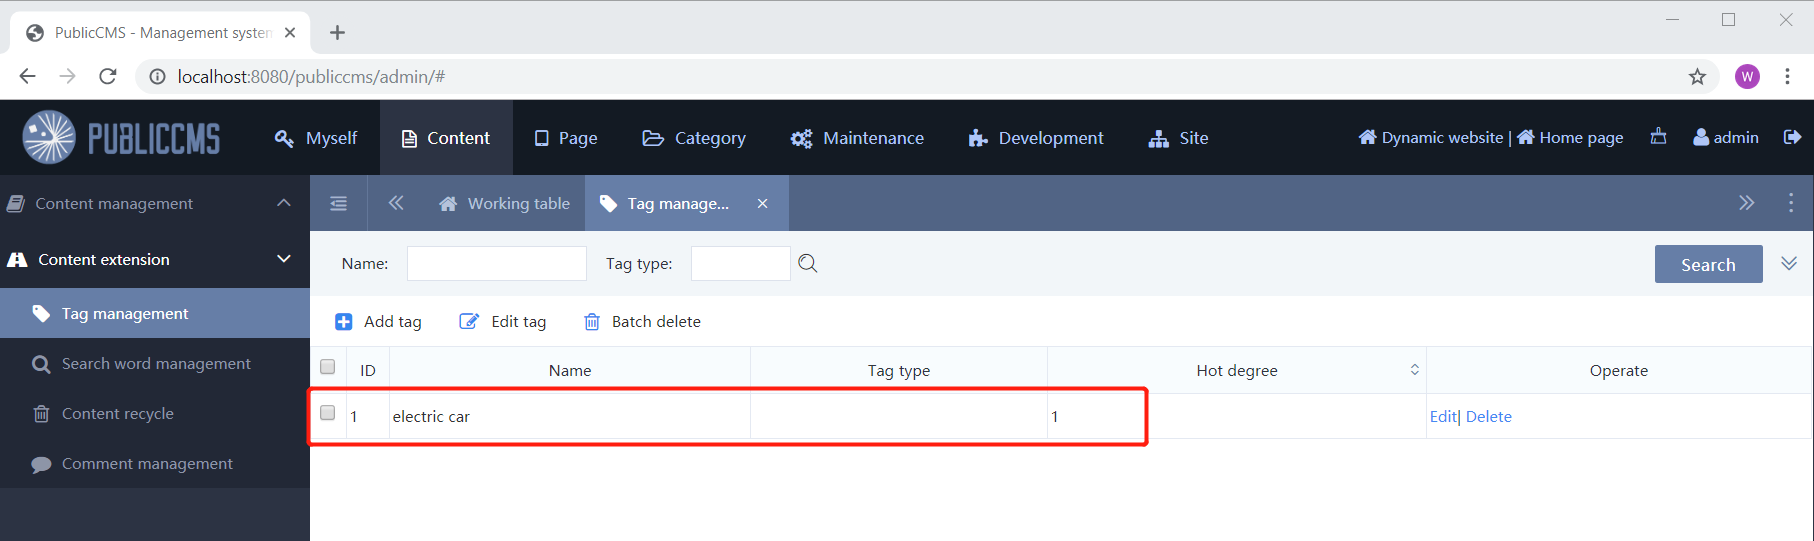 PublicCMS - Management system
localhost:8080/publiccms/admin/#
W
PUBLICCMS Myself Content Page Category Maintenance Development Site Dynamic website | Home page admin
Content management
Working table Tag manage...
Content extension
Name: Tag type: Search
Tag management
Add tag Edit tag Batch delete
Search word management
ID Name Tag type Hot degree Operate
Content recycle
1 electric car 1 Edit| Delete
Comment management